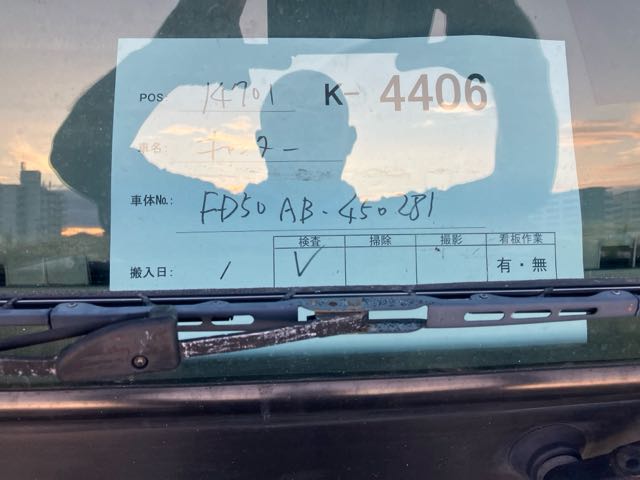 POS: 14701 K-4406
車名: キャンター
車体No.: FD50AB-450281
検査 掃除 撮影 看板作業
搬入日: / V 有・無